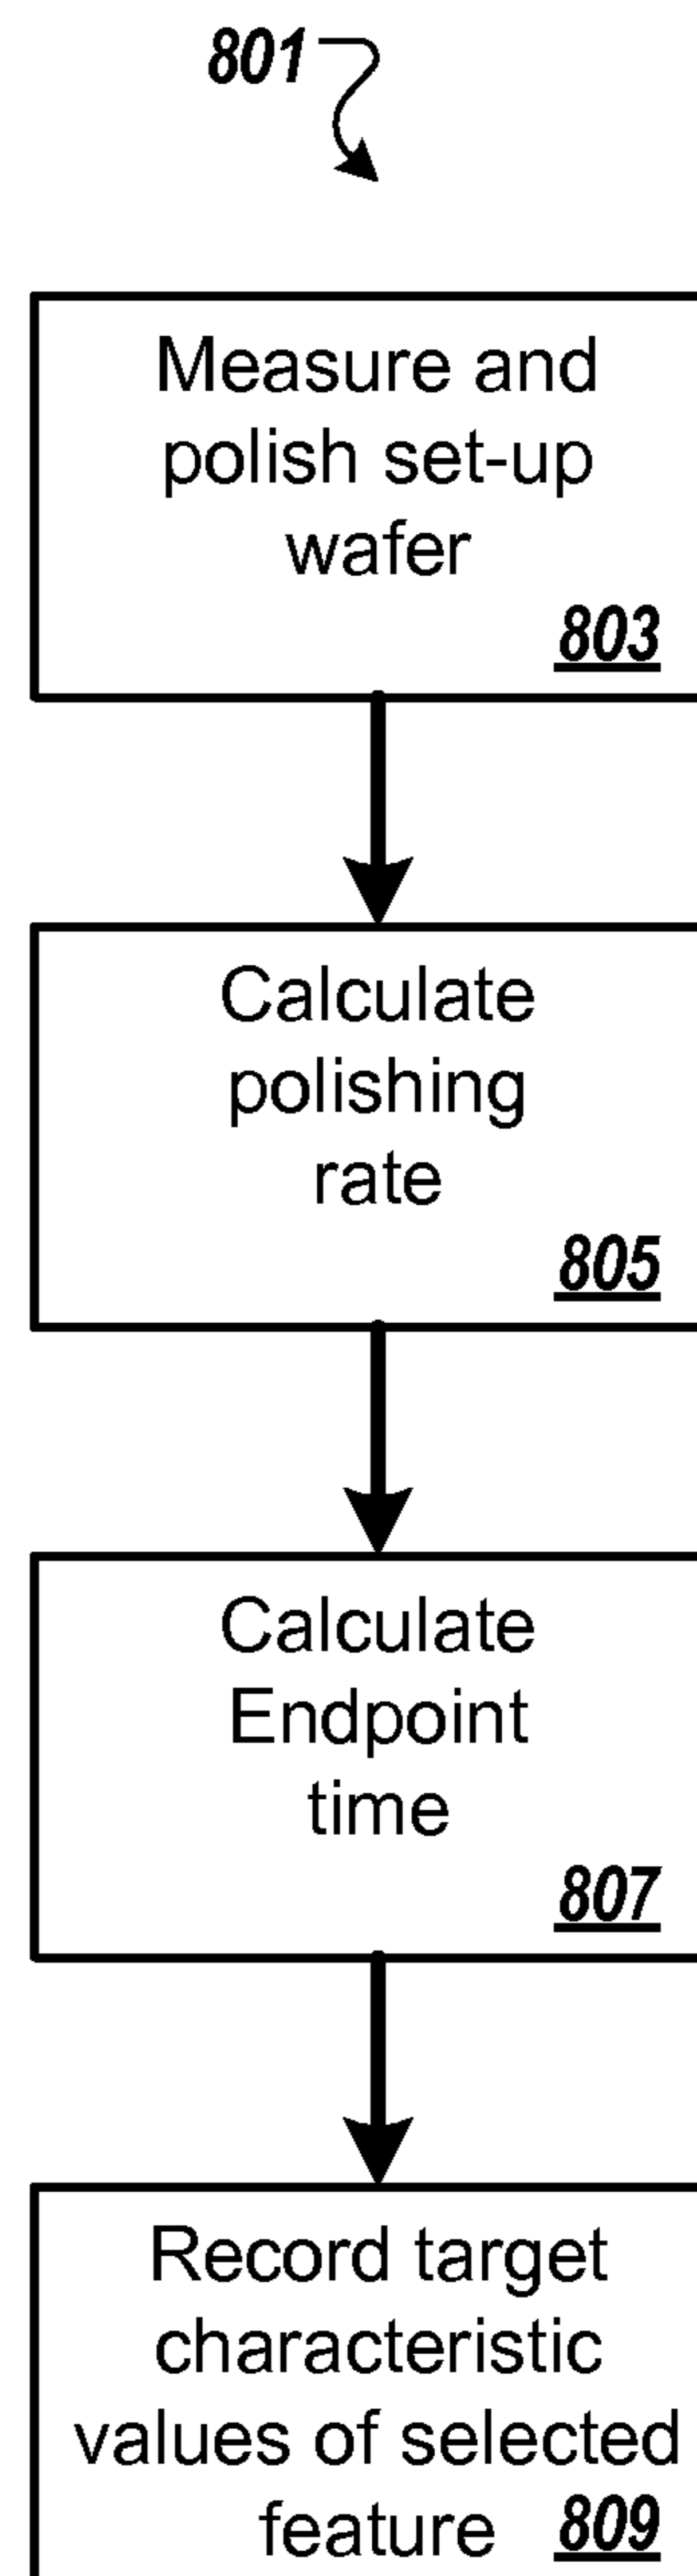 801
Measure and
polish set-up
wafer
803
Calculate
polishing
rate
805
Calculate
Endpoint
time
807
Record target
characteristic
values of selected
feature 809